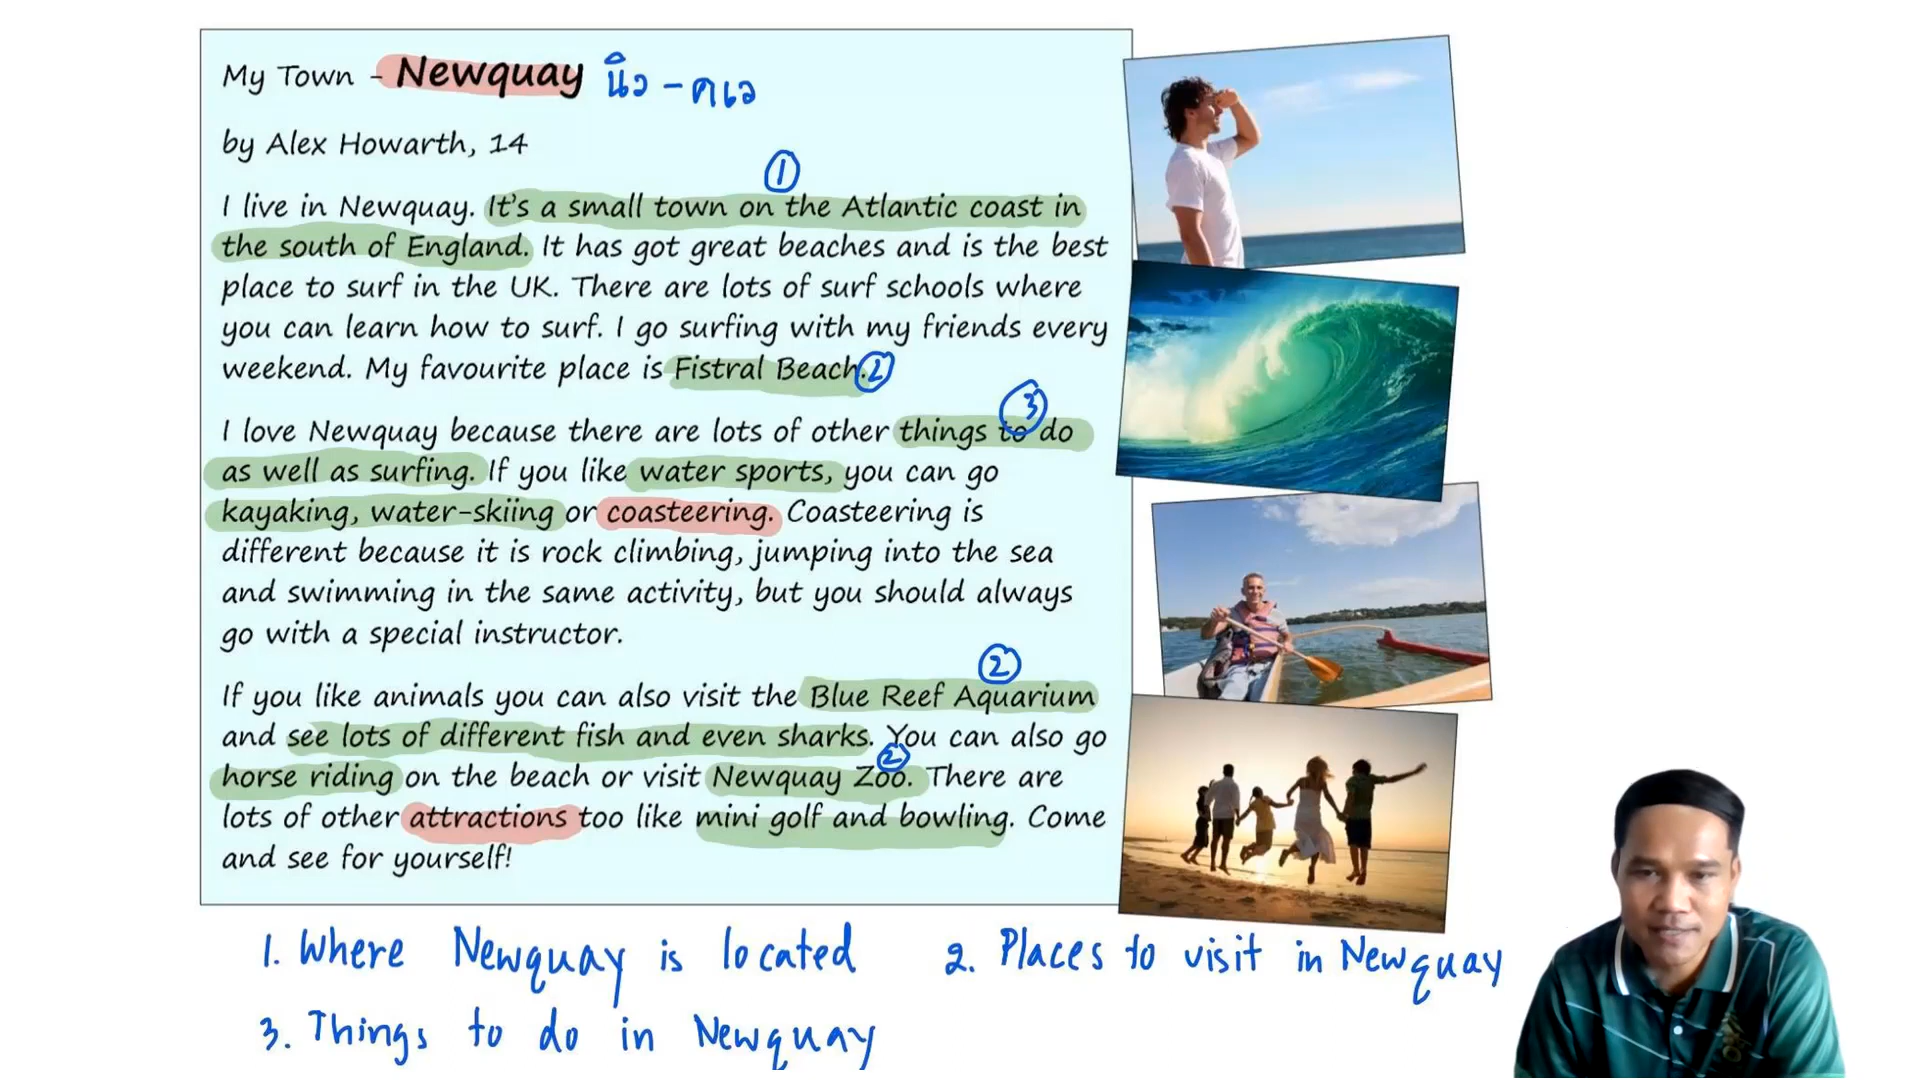 My Town - Newquay นิว - คเว
by Alex Howarth, 14
1
I live in Newquay. It's a small town on the Atlantic coast in
the south of England. It has got great beaches and is the best
place to surf in the UK. There are lots of surf schools where
you can learn how to surf. I go surfing with my friends every
weekend. My favourite place is Fistral Beach. 2
3
I love Newquay because there are lots of other things to do
as well as surfing. If you like water sports, you can go
kayaking, water-skiing or coasteering. Coasteering is
different because it is rock climbing, jumping into the sea
and swimming in the same activity, but you should always
go with a special instructor.
2
If you like animals you can also visit the Blue Reef Aquarium
and see lots of different fish and even sharks. You can also go
2
horse riding on the beach or visit Newquay Zoo. There are
lots of other attractions too like mini golf and bowling. Come
and see for yourself!
1. Where Newquay is located 2. Places to visit in Newquay
3. Things to do in Newquay